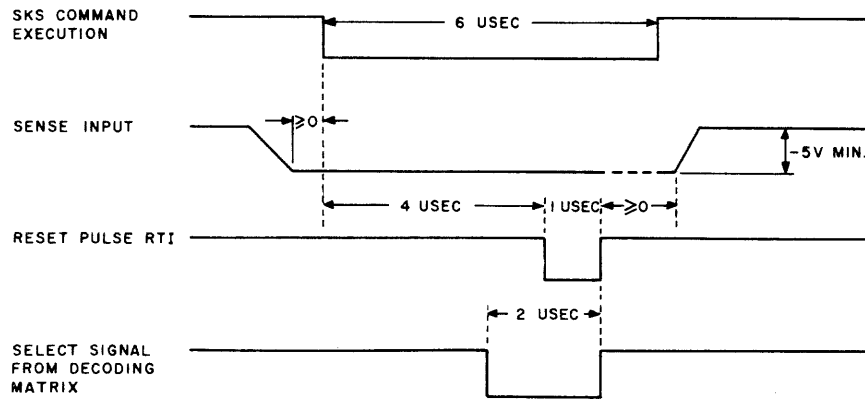 SKS COMMAND
EXECUTION
6 USEC
SENSE INPUT
≥0
-5V MIN.
4 USEC
1 USEC
≥0
RESET PULSE RTI
2 USEC
SELECT SIGNAL
FROM DECODING
MATRIX